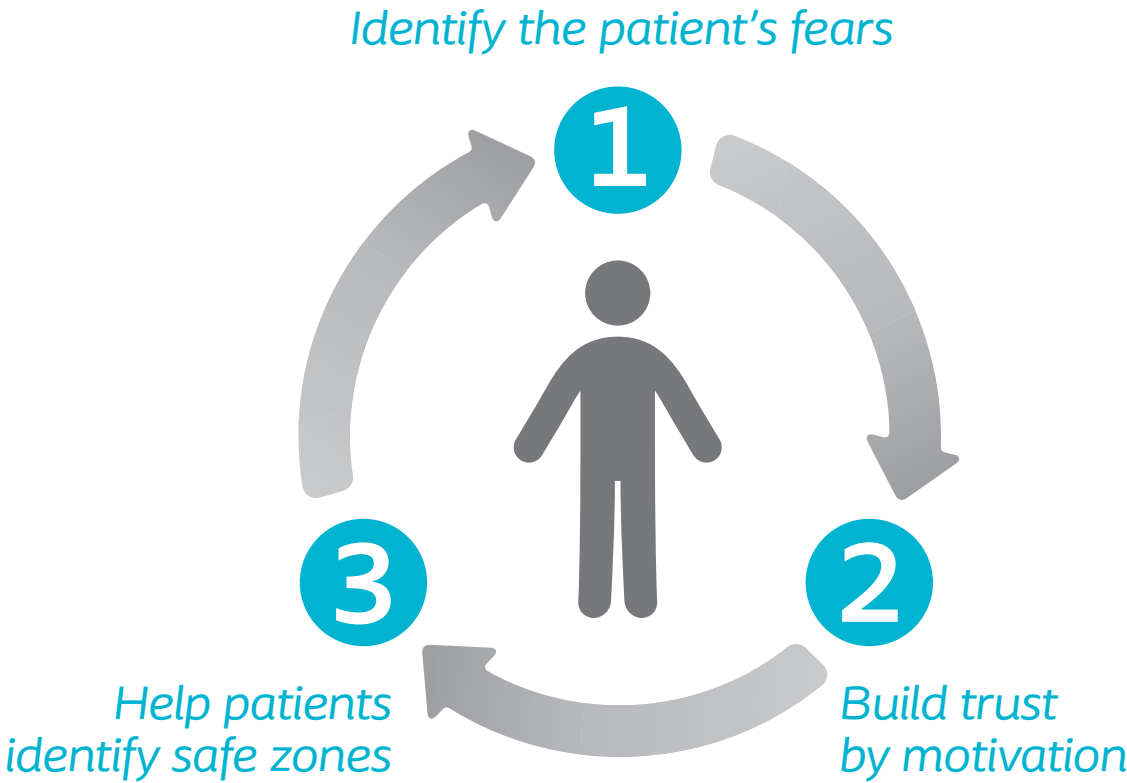 Identify the patient’s fears
1
2
Build trust
by motivation
3
Help patients
identify safe zones